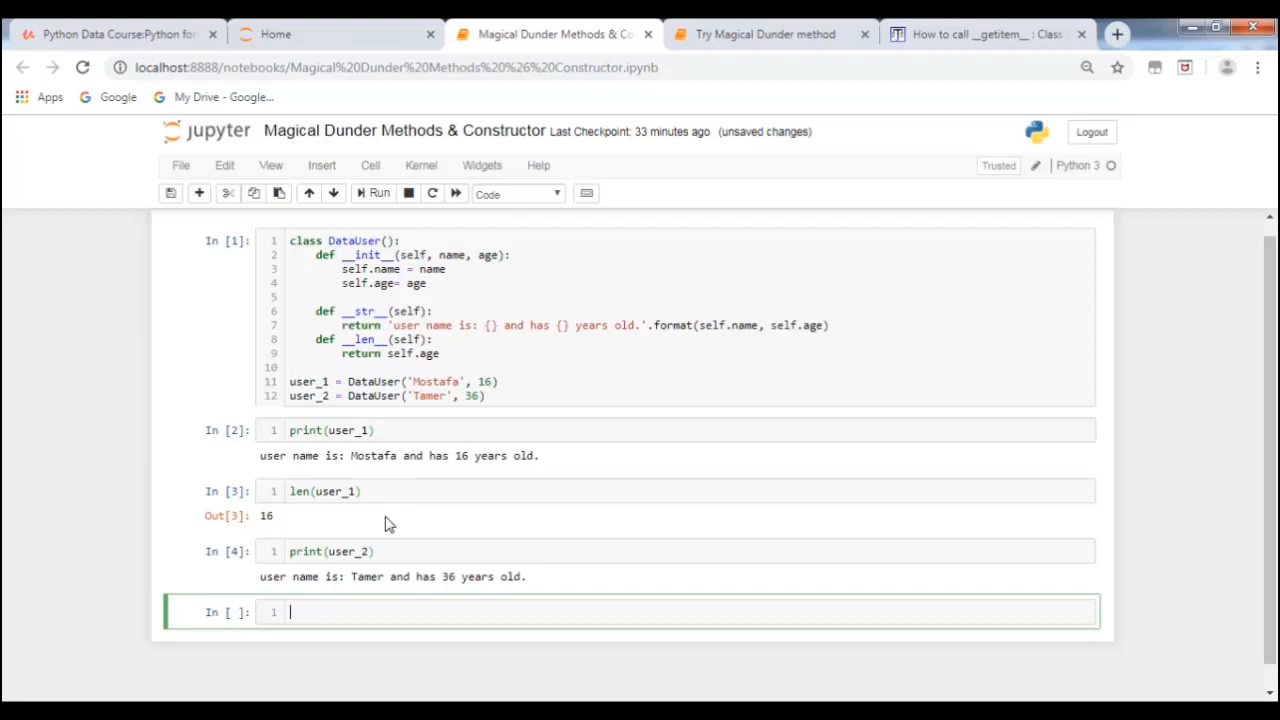 Python Data Course:Python for
Home
Magical Dunder Methods & Co
Try Magical Dunder method
How to call __getitem__ : Class
localhost:8888/notebooks/Magical%20Dunder%20Methods%20%26%20Constructor.ipynb
Apps
Google
My Drive - Google...
jupyter Magical Dunder Methods & Constructor Last Checkpoint: 33 minutes ago (unsaved changes)
Logout
File Edit View Insert Cell Kernel Widgets Help
Trusted Python 3
Run Code
In [1]:
1 class DataUser():
2 def __init__(self, name, age):
3 self.name = name
4 self.age= age
5
6 def __str__(self):
7 return 'user name is: {} and has {} years old.'.format(self.name, self.age)
8 def __len__(self):
9 return self.age
10
11 user_1 = DataUser('Mostafa', 16)
12 user_2 = DataUser('Tamer', 36)
In [2]: 1 print(user_1)
user name is: Mostafa and has 16 years old.
In [3]: 1 len(user_1)
Out[3]: 16
In [4]: 1 print(user_2)
user name is: Tamer and has 36 years old.
In [ ]: 1